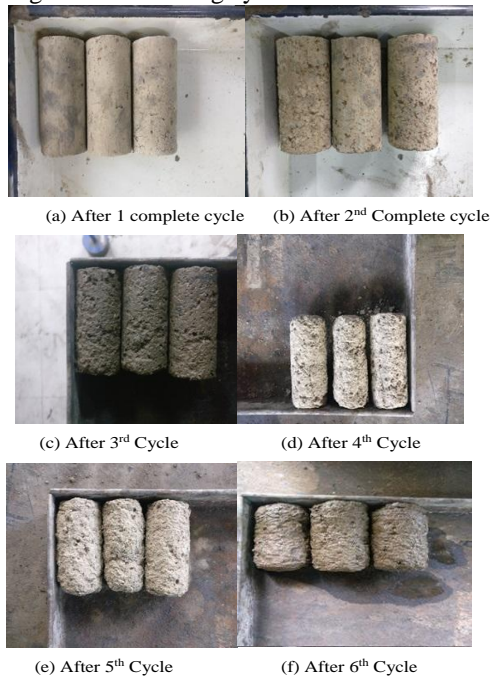 (a) After 1 complete cycle (b) After 2nd Complete cycle
(c) After 3rd Cycle (d) After 4th Cycle
(e) After 5th Cycle (f) After 6th Cycle